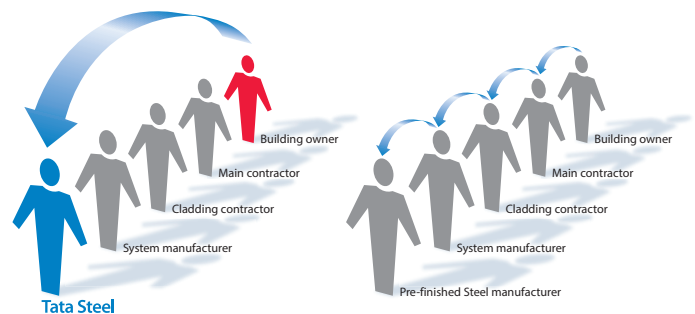 Building owner
Main contractor
Cladding contractor
System manufacturer
Tata Steel
Building owner
Main contractor
Cladding contractor
System manufacturer
Pre-finished Steel manufacturer